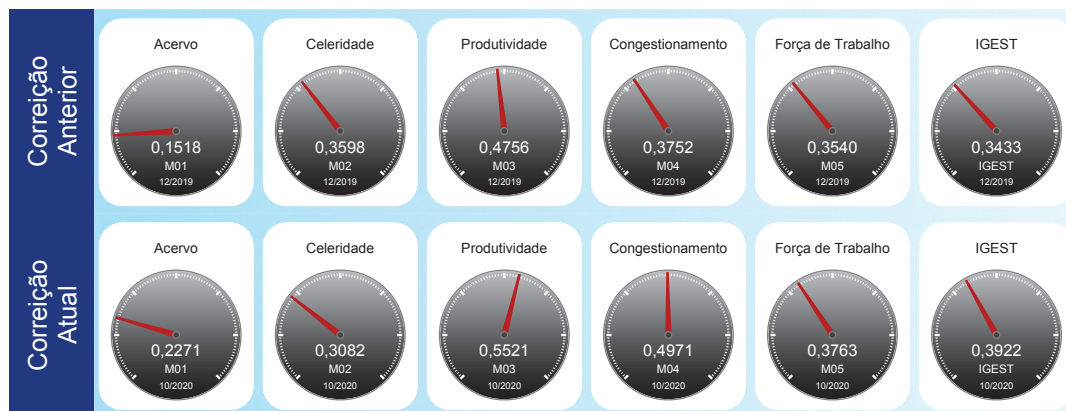 Correição
Anterior
Acervo
0,1518
M01
12/2019
Celeridade
0,3598
M02
12/2019
Produtividade
0,4756
M03
12/2019
Congestionamento
0,3752
M04
12/2019
Força de Trabalho
0,3540
M05
12/2019
IGEST
0,3433
IGEST
12/2019
Correição
Atual
Acervo
0,2271
M01
10/2020
Celeridade
0,3082
M02
10/2020
Produtividade
0,5521
M03
10/2020
Congestionamento
0,4971
M04
10/2020
Força de Trabalho
0,3763
M05
10/2020
IGEST
0,3922
IGEST
10/2020